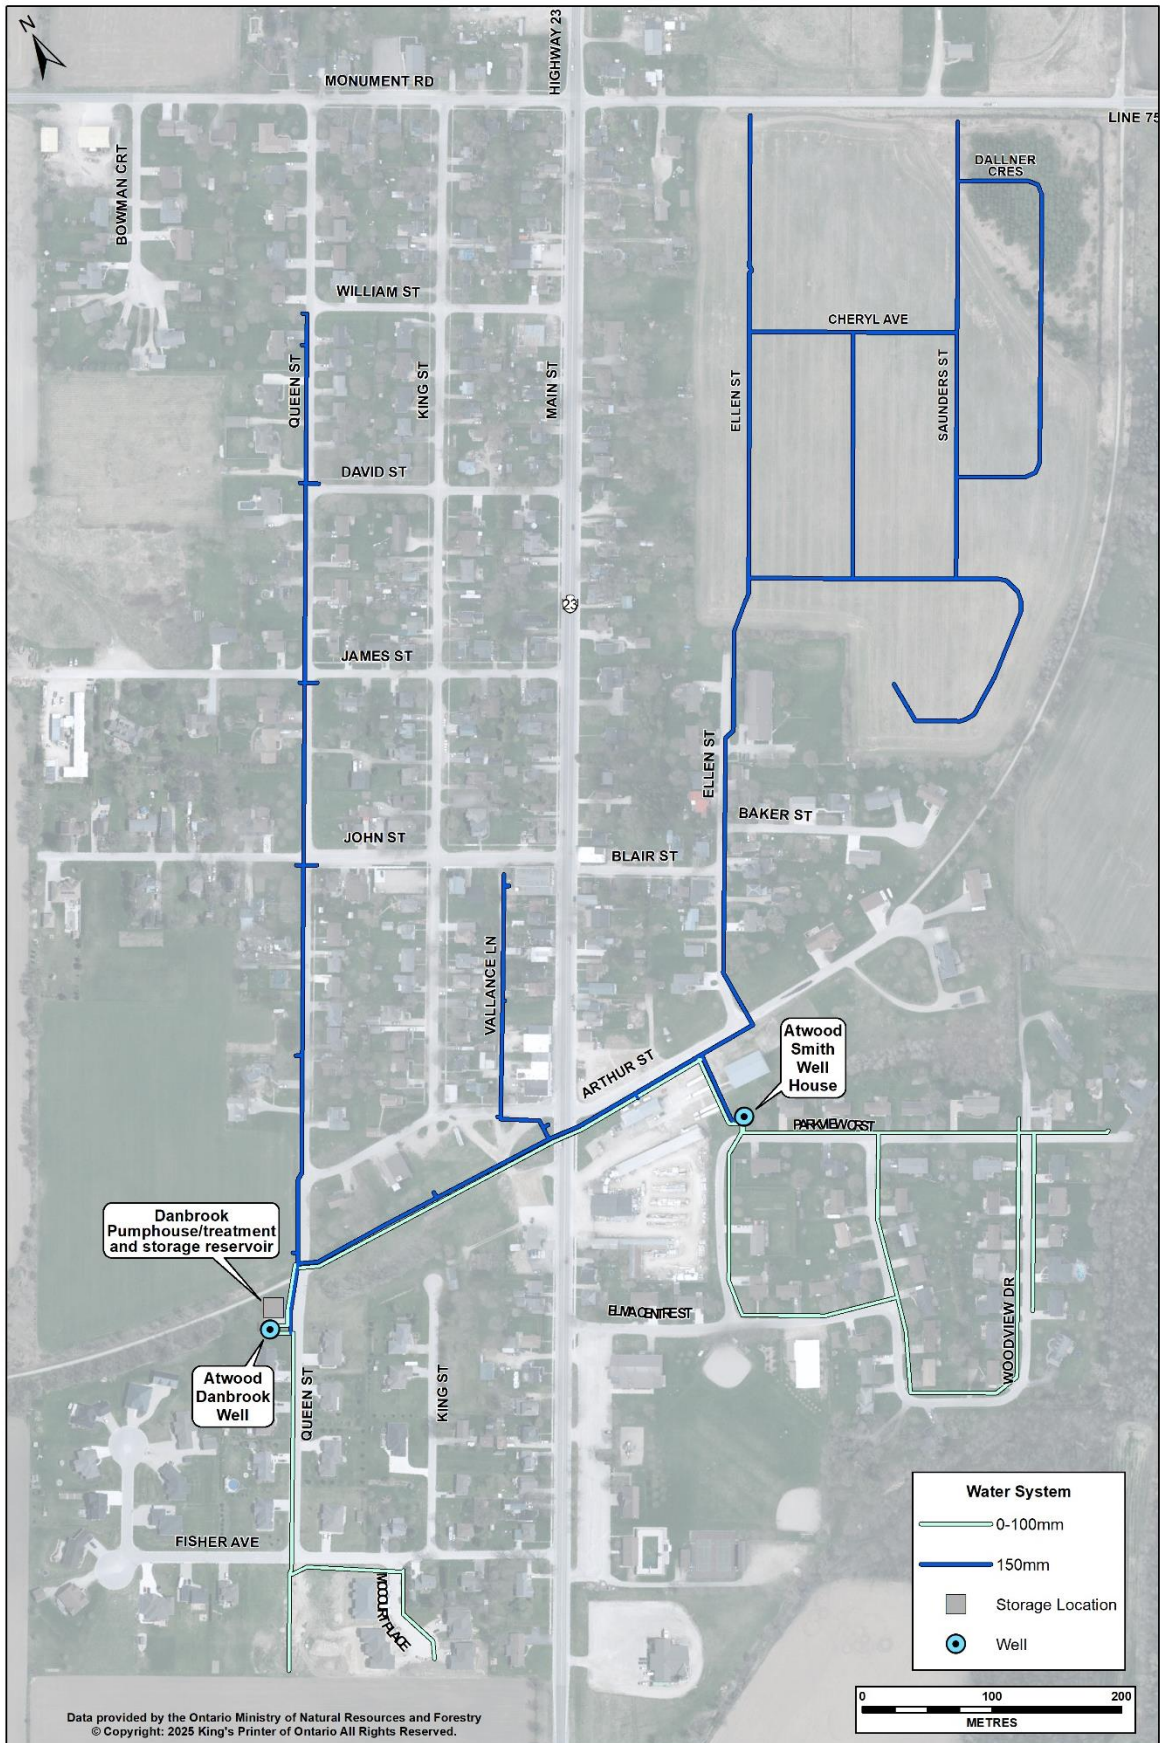 N
HIGHWAY 23
MONUMENT RD
LINE 75
BOWMAN CRT
DALLNER
CRES
WILLIAM ST
CHERYL AVE
QUEEN ST
KING ST
MAIN ST
ELLEN ST
SAUNDERS ST
DAVID ST
23
JAMES ST
ELLEN ST
BAKER ST
JOHN ST
BLAIR ST
VALLANCE LN
ARTHUR ST
Atwood
Smith
Well
House
PARKVIEW CRST
Danbrook
Pumphouse/treatment
and storage reservoir
ELMA CENTRE ST
WOODVIEW DR
Atwood
Danbrook
Well
QUEEN ST
KING ST
FISHER AVE
MCCOURT PLACE
Water System
0-100mm
150mm
Storage Location
Well
0 100 200
METRES
Data provided by the Ontario Ministry of Natural Resources and Forestry
© Copyright: 2025 King's Printer of Ontario All Rights Reserved.